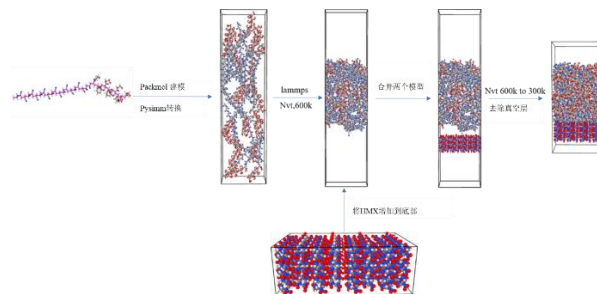 Packmol 建模
Pysimm转换
lammps
Nvt,600k
合并两个模型
Nvt 600k to 300k
去除真空层
将HMX增加到底部